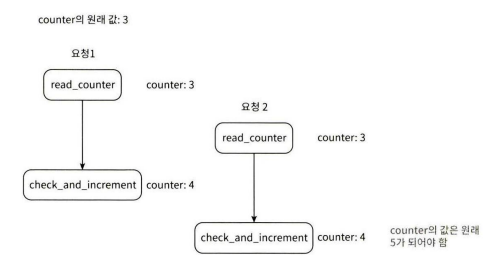 counter의 원래 값: 3
요청1
read_counter
counter: 3
요청 2
read_counter
counter: 3
check_and_increment
counter: 4
check_and_increment
counter: 4
counter의 값은 원래
5가 되어야 함